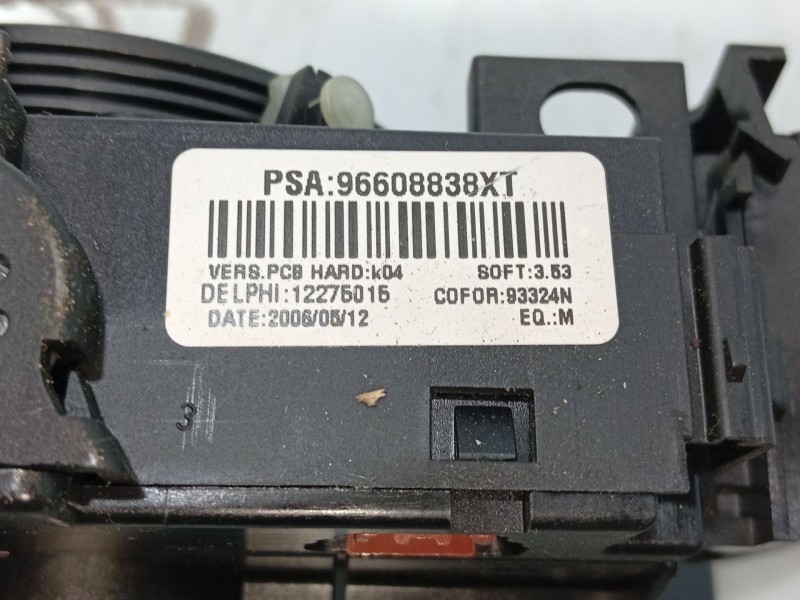 PSA:96608838XT
VERS.PCB HARD:k04 SOFT:3.53
DELPHI:12275015 COFOR:93324N
DATE:2006/05/12 EQ.:M
3